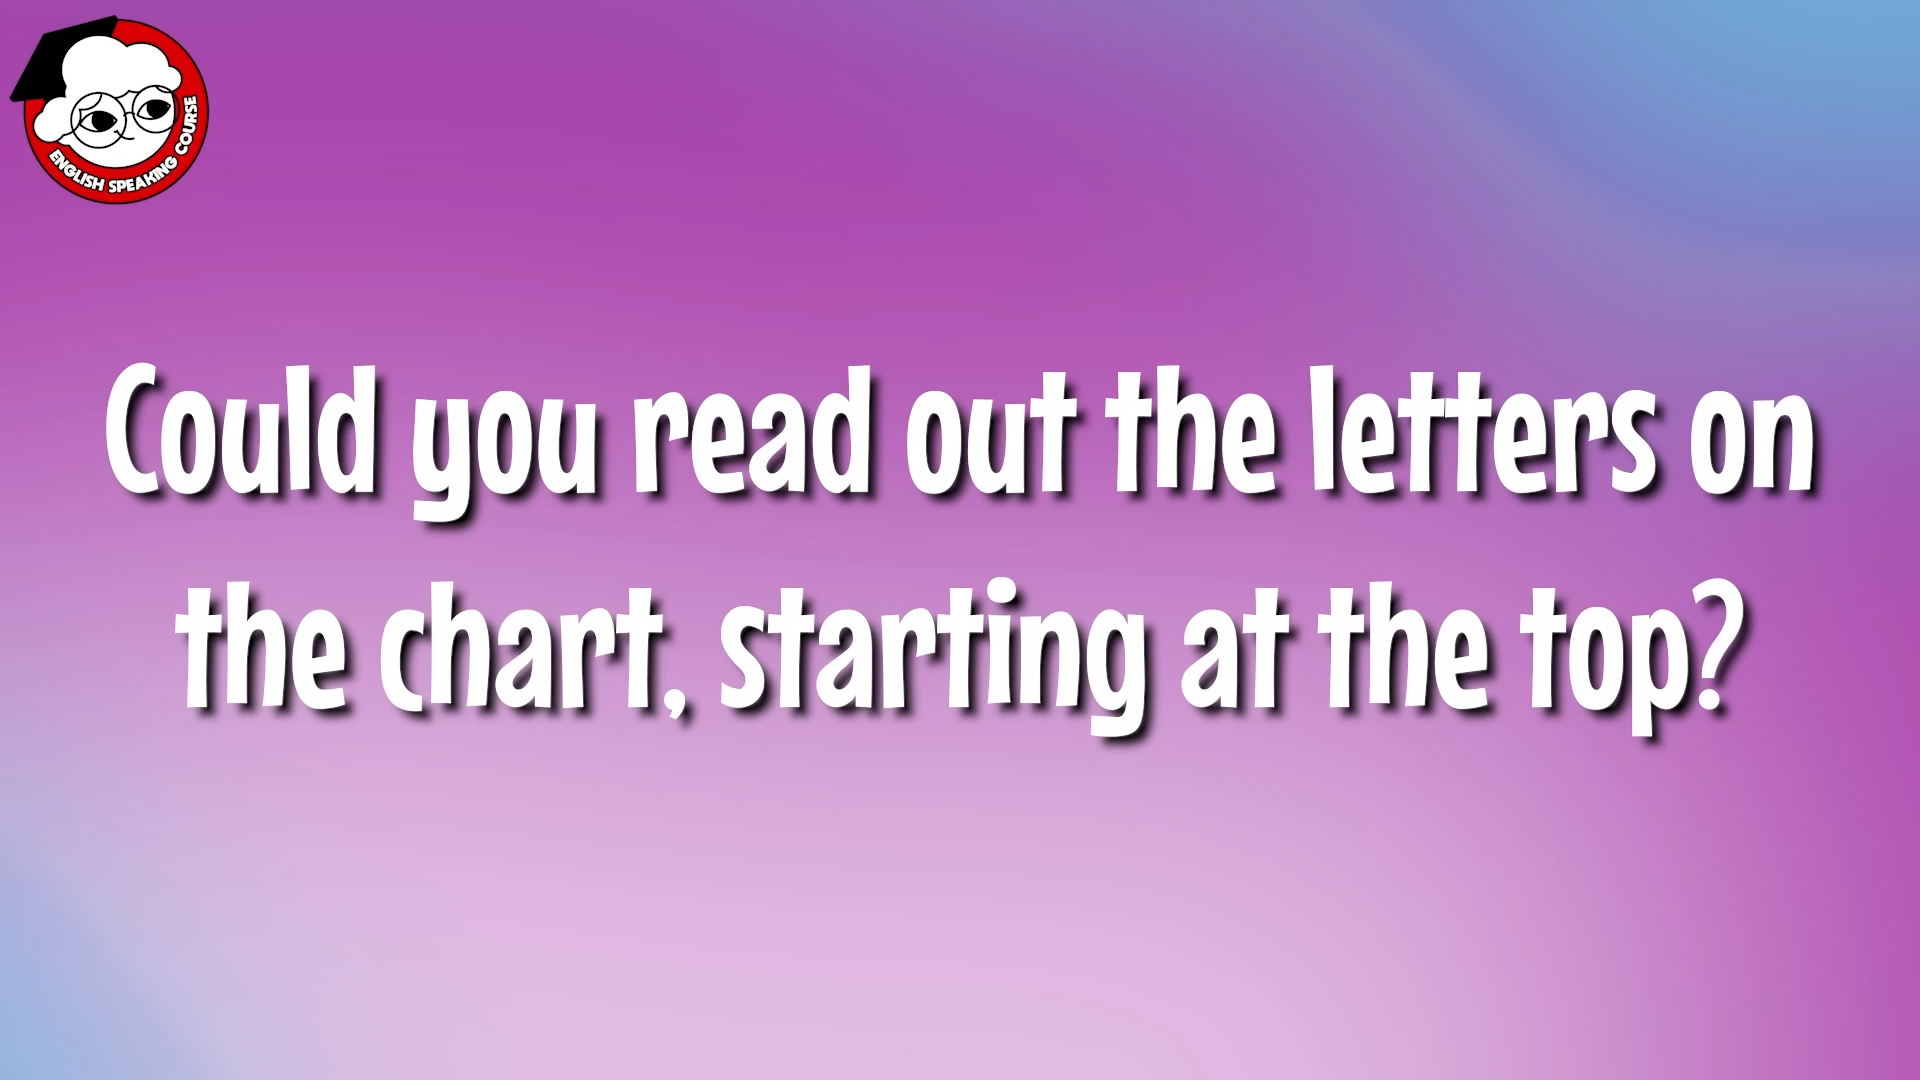 ENGLISH SPEAKING COURSE
Could you read out the letters on
the chart, starting at the top?